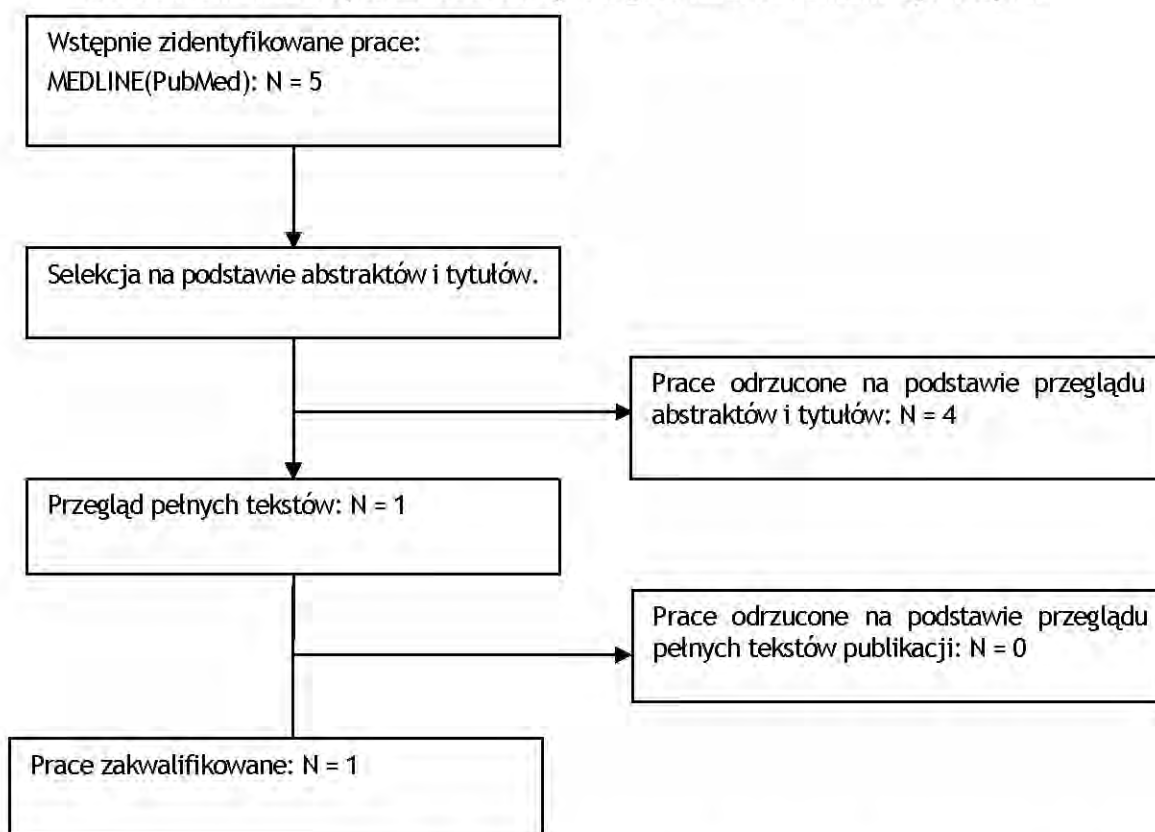 Wstępnie zidentyfikowane prace:
MEDLINE(PubMed): N = 5
Selekcja na podstawie abstraktów i tytułów.
Prace odrzucone na podstawie przeglądu
abstraktów i tytułów: N = 4
Przegląd pełnych tekstów: N = 1
Prace odrzucone na podstawie przeglądu
pełnych tekstów publikacji: N = 0
Prace zakwalifikowane: N = 1